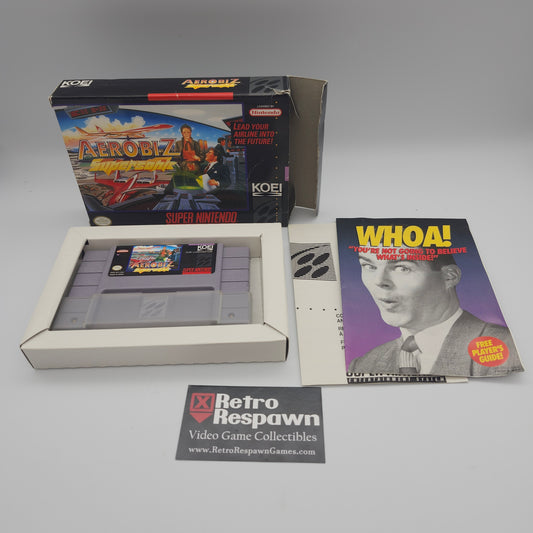 KOEI
AEROBIZ
Supersonic
Nintendo
LEAD YOUR
AIRLINE INTO
THE FUTURE!
AEROBIZ
Supersonic
KOEI
SUPER NINTENDO
KOEI
AEROBIZ
Supersonic
WHOA!
"YOU'RE NOT GOING TO BELIEVE
WHAT'S INSIDE!"
FREE
PLAYER'S
GUIDE!
ENTERTAINMENT SYSTEM
Retro
Respawn
Video Game Collectibles
www.RetroRespawnGames.com